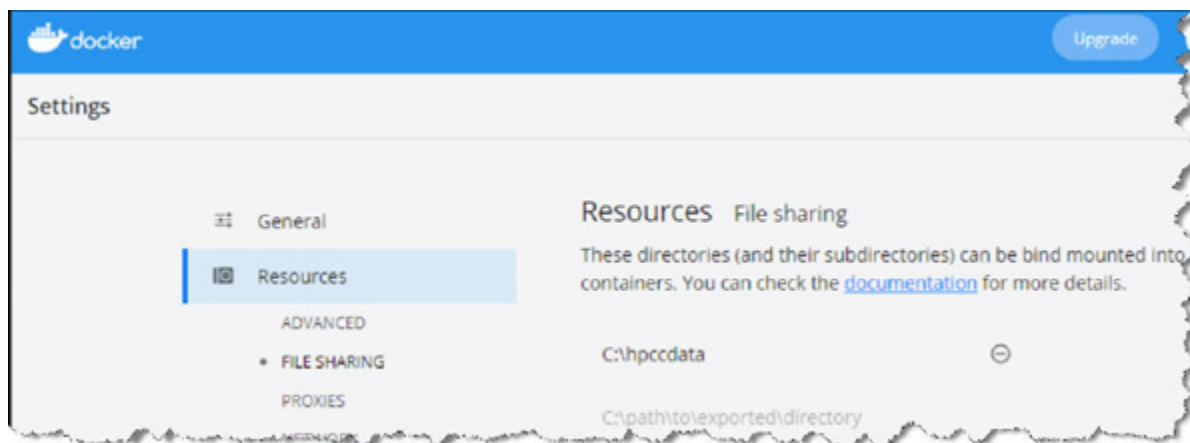 docker
Upgrade
Settings
General
Resources
ADVANCED
FILE SHARING
PROXIES
NETWORK
Resources File sharing
These directories (and their subdirectories) can be bind mounted into
containers. You can check the documentation for more details.
C:\hpccdata
C:\path\to\exported\directory